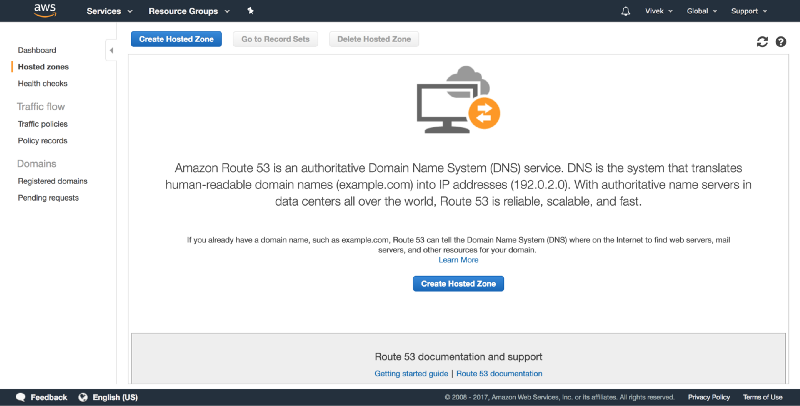 aws
Services
Resource Groups
Vivek
Global
Support
Dashboard
Hosted zones
Health checks
Traffic flow
Traffic policies
Policy records
Domains
Registered domains
Pending requests
Create Hosted Zone
Go to Record Sets
Delete Hosted Zone
Amazon Route 53 is an authoritative Domain Name System (DNS) service. DNS is the system that translates
human-readable domain names (example.com) into IP addresses (192.0.2.0). With authoritative name servers in
data centers all over the world, Route 53 is reliable, scalable, and fast.
If you already have a domain name, such as example.com, Route 53 can tell the Domain Name System (DNS) where on the Internet to find web servers, mail
servers, and other resources for your domain.
Learn More
Create Hosted Zone
Route 53 documentation and support
Getting started guide | Route 53 documentation
Feedback
English (US)
© 2008 - 2017, Amazon Web Services, Inc. or its affiliates. All rights reserved.
Privacy Policy
Terms of Use